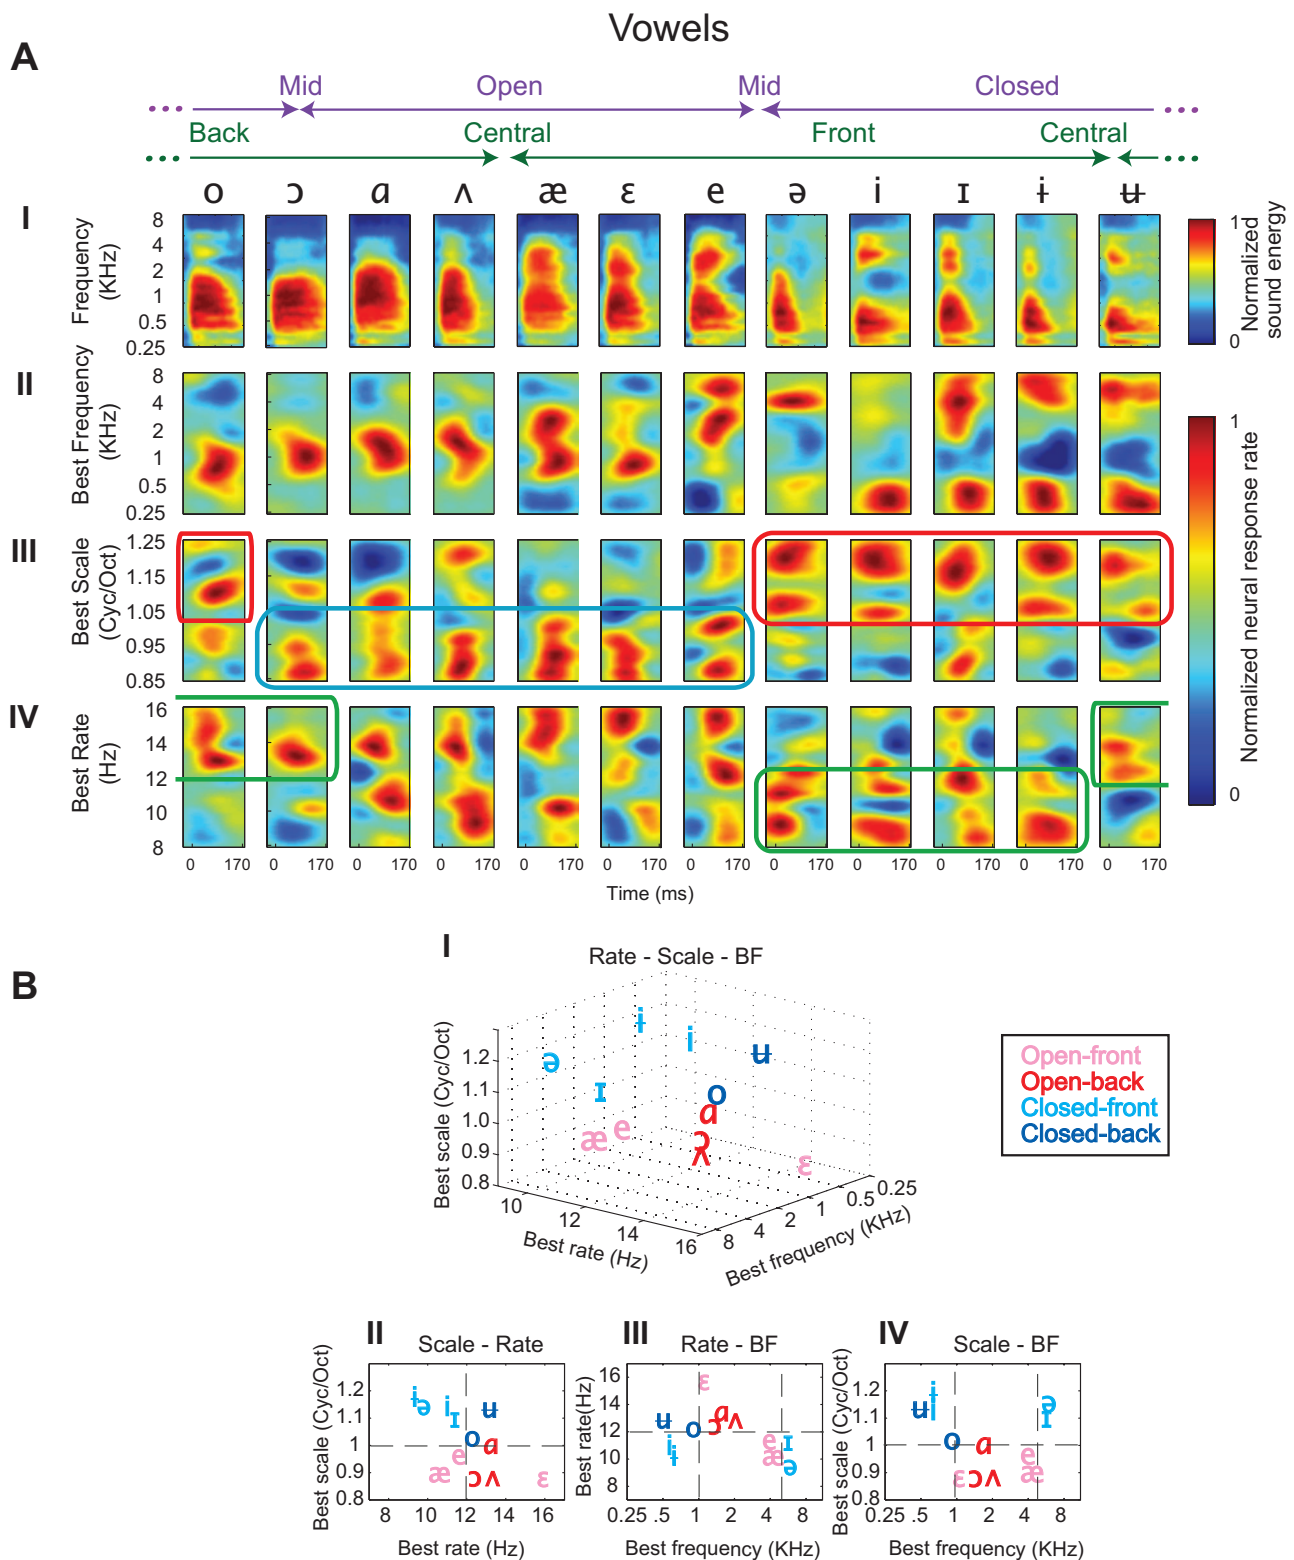 Vowels
A
Mid Open Mid Closed
Back Central Front Central
o ɔ ɑ ʌ æ ɛ e ə i ɪ ɨ ʉ
I
Frequency (KHz)
8
4
2
1
0.5
0.25
1
0
Normalized sound energy
II
Best Frequency (KHz)
8
4
2
1
0.5
0.25
III
Best Scale (Cyc/Oct)
1.25
1.15
1.05
0.95
0.85
IV
Best Rate (Hz)
16
14
12
10
8
1
0
Normalized neural response rate
0 170 0 170 0 170 0 170 0 170 0 170 0 170 0 170 0 170 0 170 0 170 0 170
Time (ms)
B
I
Rate - Scale - BF
Best scale (Cyc/Oct)
1.2
1.1
1.0
0.9
0.8
10 12 14 16
Best rate (Hz)
8 4 2 1 0.5 0.25
Best frequency (KHz)
ɨ i ʉ ə ɪ o ɑ e æ ɔ ʌ ɛ
Open-front
Open-back
Closed-front
Closed-back
II
Scale - Rate
Best scale (Cyc/Oct)
1.2
1.1
1
0.9
0.8
ɨ ə i ɪ ʉ o ɑ e æ ɔ ʌ ɛ
8 10 12 14 16
Best rate (Hz)
III
Rate - BF
Best rate(Hz)
16
14
12
10
8
ɛ ɑ ʌ ɔ ʉ o i ɨ e æ ɪ ə
0.25 .5 1 2 4 8
Best frequency (KHz)
IV
Scale - BF
Best scale (Cyc/Oct)
1.2
1.1
1
0.9
0.8
ɨ i ʉ ə ɪ o ɑ e æ ɛ ɔ ʌ
0.25 .5 1 2 4 8
Best frequency (KHz)